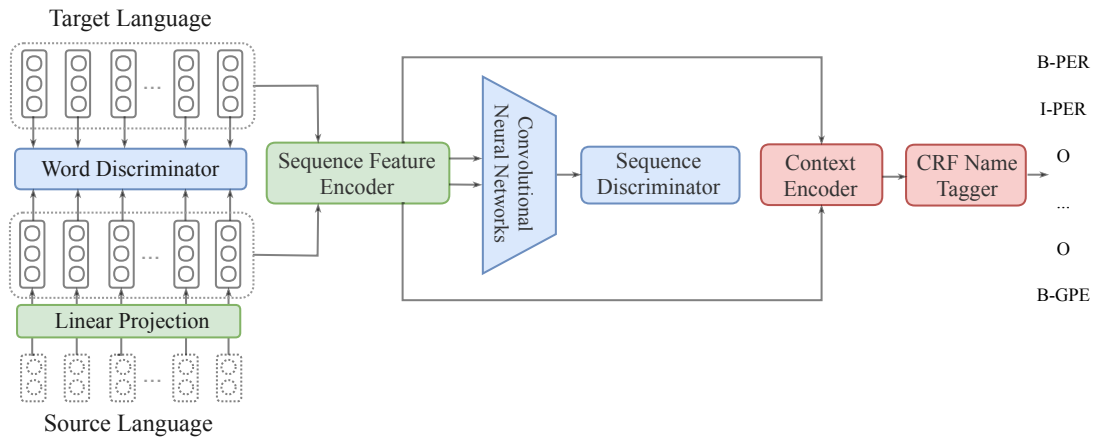 Target Language
...
Word Discriminator
...
Linear Projection
...
Source Language
Sequence Feature
Encoder
Convolutional
Neural Networks
Sequence
Discriminator
Context
Encoder
CRF Name
Tagger
B-PER
I-PER
O
...
O
B-GPE